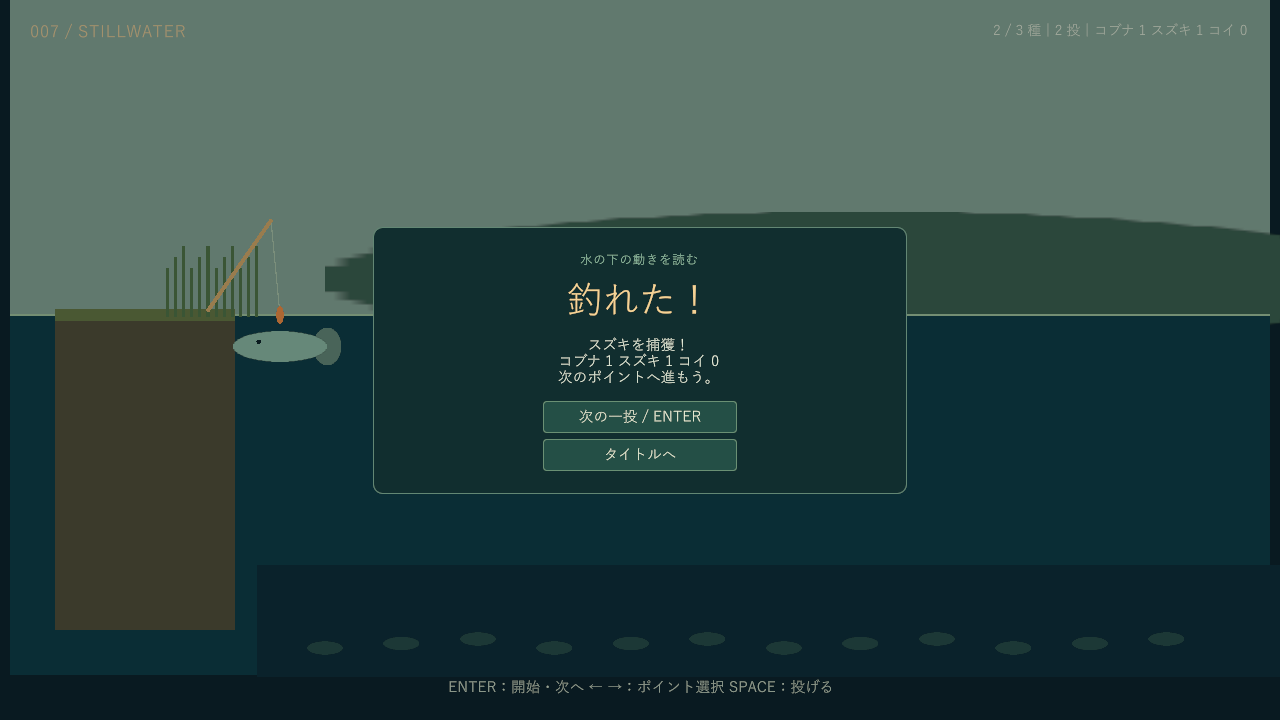 007 / STILLWATER
2 / 3 種 | 2 投 | コブナ 1 スズキ 1 コイ 0
水の下の動きを読む
釣れた！
スズキを捕獲！
コブナ 1 スズキ 1 コイ 0
次のポイントへ進もう。
次の一投 / ENTER
タイトルへ
ENTER：開始・次へ ← →：ポイント選択 SPACE：投げる